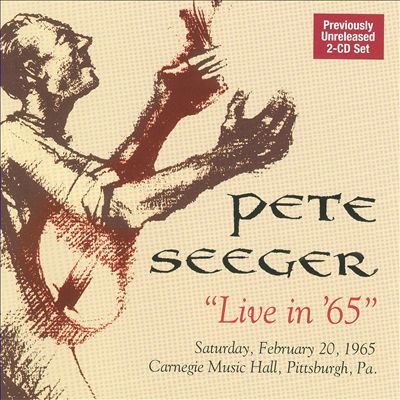 Previously
Unreleased
2-CD Set
PETE
SEEGER
“Live in ’65”
Saturday, February 20, 1965
Carnegie Music Hall, Pittsburgh, Pa.